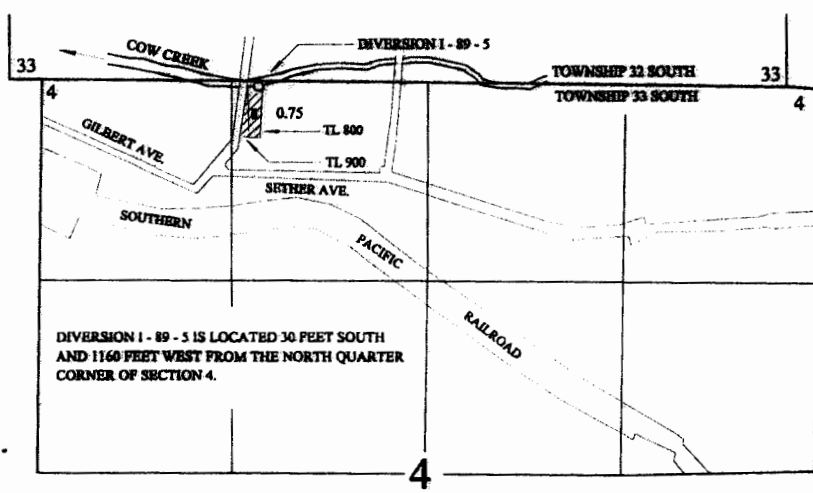 COW CREEK
DIVERSION I - 89 - 5
33
TOWNSHIP 32 SOUTH
33
4
TOWNSHIP 33 SOUTH
4
0.75
GILBERT AVE.
TL 800
TL 900
SETHER AVE.
SOUTHERN
PACIFIC
RAILROAD
DIVERSION I - 89 - 5 IS LOCATED 30 FEET SOUTH
AND 1160 FEET WEST FROM THE NORTH QUARTER
CORNER OF SECTION 4.
4